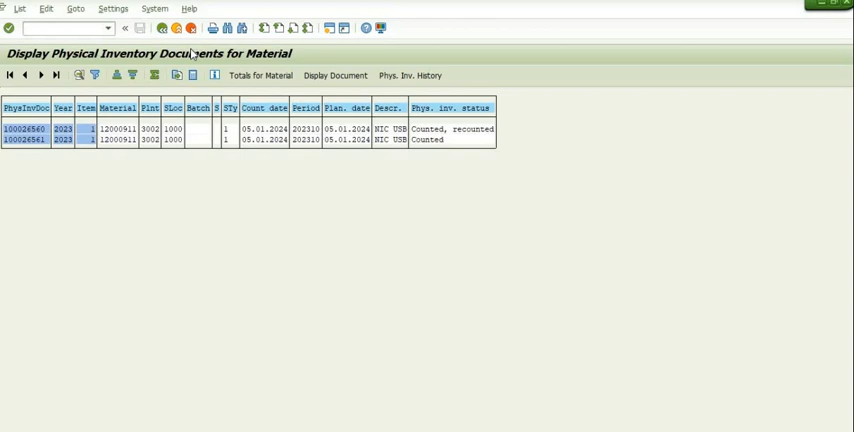 List Edit Goto Settings System Help
Display Physical Inventory Documents for Material
Totals for Material Display Document Phys. Inv. History
PhysInvDoc Year Item Material Plnt SLoc Batch S STy Count date Period Plan. date Descr. Phys. inv. status
100026560 2023 1 12000911 3002 1000 1 05.01.2024 202310 05.01.2024 NIC USB Counted, recounted
100026561 2023 1 12000911 3002 1000 1 05.01.2024 202310 05.01.2024 NIC USB Counted